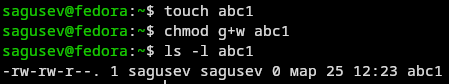 sagusev@fedora:~$ touch abc1
sagusev@fedora:~$ chmod g+w abc1
sagusev@fedora:~$ ls -l abc1
-rw-rw-r--. 1 sagusev sagusev 0 мар 25 12:23 abc1